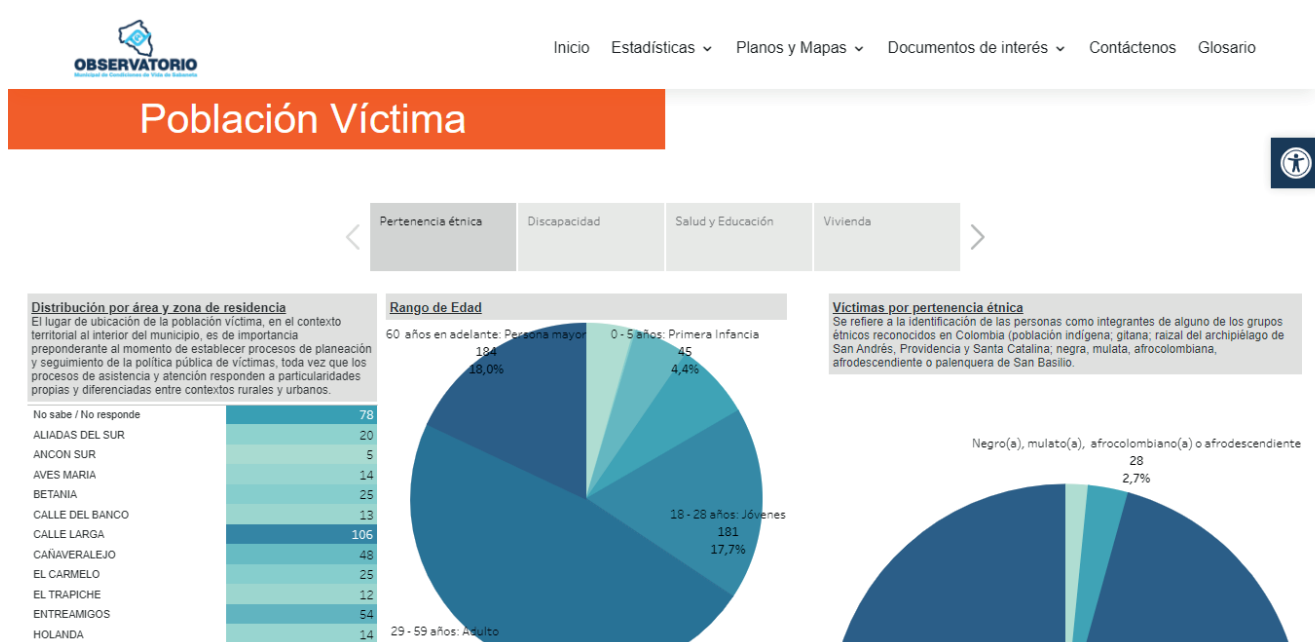 OBSERVATORIO
Municipal de Condiciones de Vida de Sabaneta
Inicio Estadísticas Planos y Mapas Documentos de interés Contáctenos Glosario
Población Víctima
Pertenencia étnica
Discapacidad
Salud y Educación
Vivienda
Distribución por área y zona de residencia
El lugar de ubicación de la población víctima, en el contexto
territorial al interior del municipio, es de importancia
preponderante al momento de establecer procesos de planeación
y seguimiento de la política pública de víctimas, toda vez que los
procesos de asistencia y atención responden a particularidades
propias y diferenciadas entre contextos rurales y urbanos.
No sabe / No responde 78
ALIADAS DEL SUR 20
ANCON SUR 5
AVES MARIA 14
BETANIA 25
CALLE DEL BANCO 13
CALLE LARGA 106
CAÑAVERALEJO 48
EL CARMELO 25
EL TRAPICHE 12
ENTREAMIGOS 54
HOLANDA 14
Rango de Edad
60 años en adelante: Persona mayor
184
18,0%
0 - 5 años: Primera Infancia
45
4,4%
18 - 28 años: Jóvenes
181
17,7%
29 - 59 años: Adulto
Víctimas por pertenencia étnica
Se refiere a la identificación de las personas como integrantes de alguno de los grupos
étnicos reconocidos en Colombia (población indígena; gitana; raizal del archipiélago de
San Andrés, Providencia y Santa Catalina; negra, mulata, afrocolombiana,
afrodescendiente o palenquera de San Basilio.
Negro(a), mulato(a), afrocolombiano(a) o afrodescendiente
28
2,7%